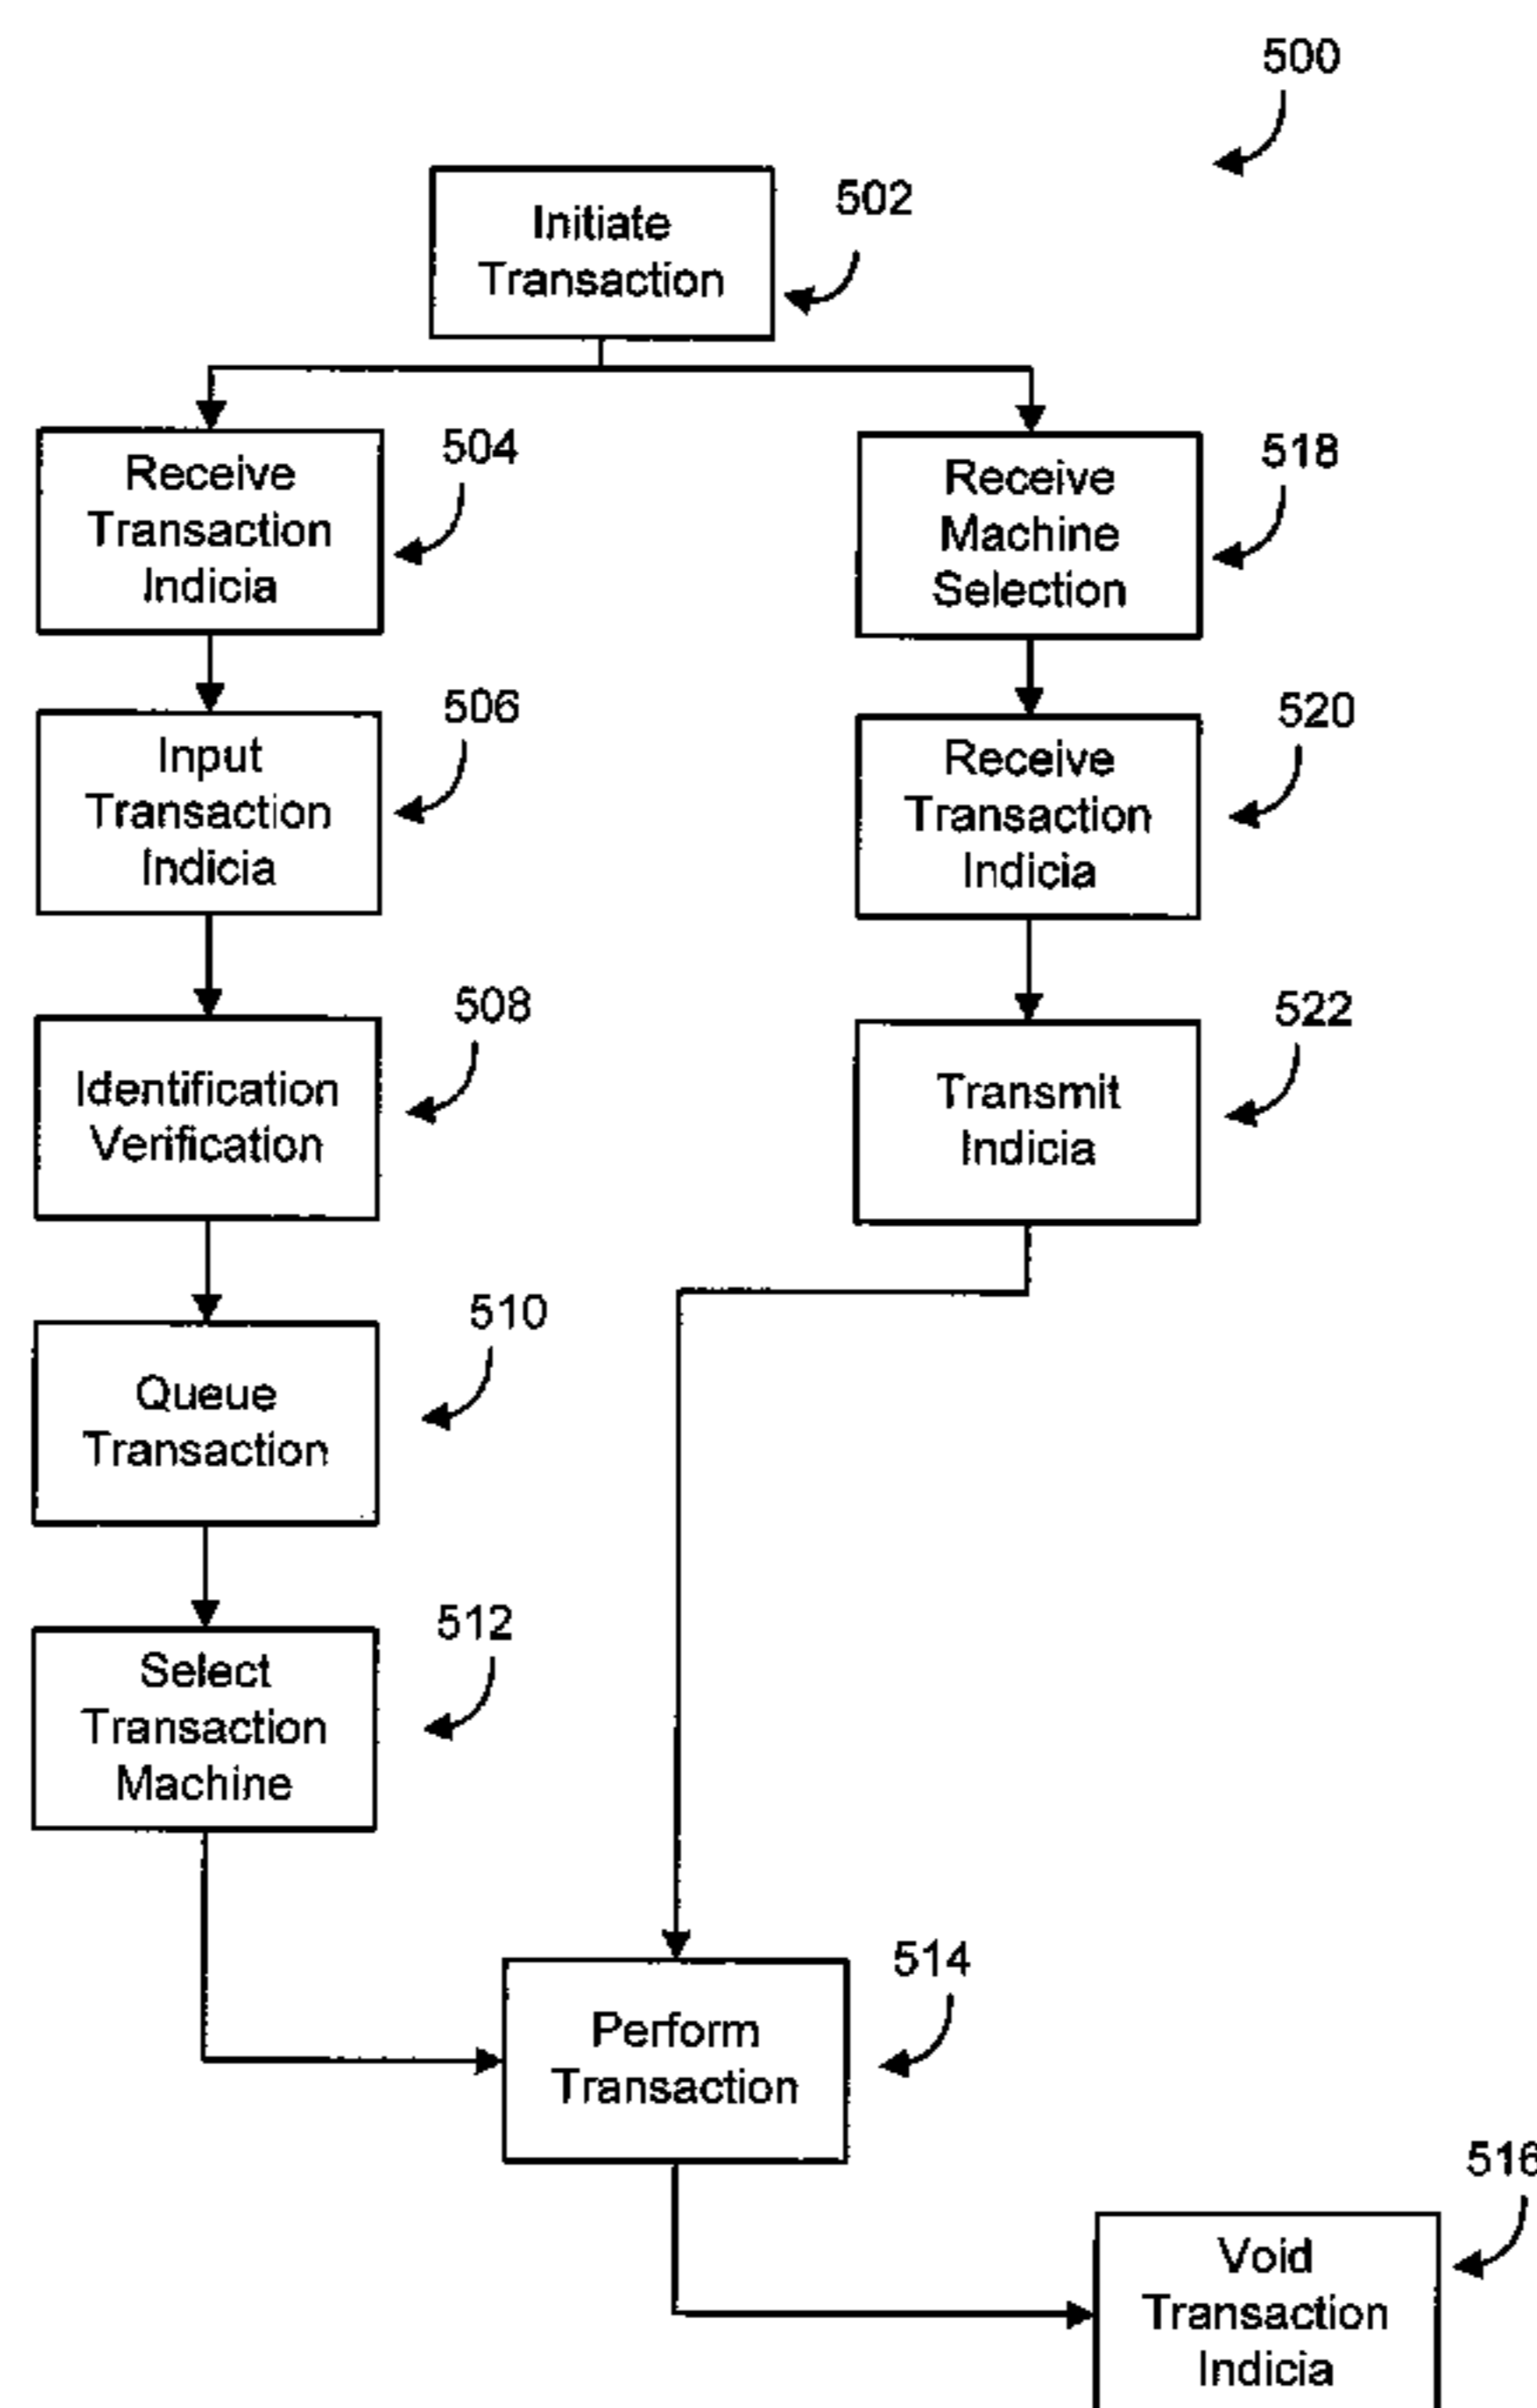 500
Initiate
Transaction
502
Receive
Transaction
Indicia
504
Receive
Machine
Selection
518
Input
Transaction
Indicia
506
Receive
Transaction
Indicia
520
Identification
Verification
508
Transmit
Indicia
522
Queue
Transaction
510
Select
Transaction
Machine
512
Perform
Transaction
514
Void
Transaction
Indicia
516